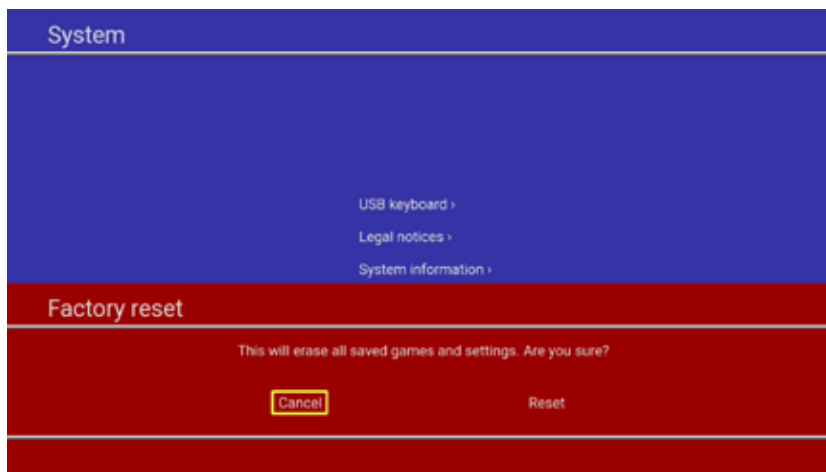 System
USB keyboard ›
Legal notices ›
System information ›
Factory reset
This will erase all saved games and settings. Are you sure?
Cancel Reset